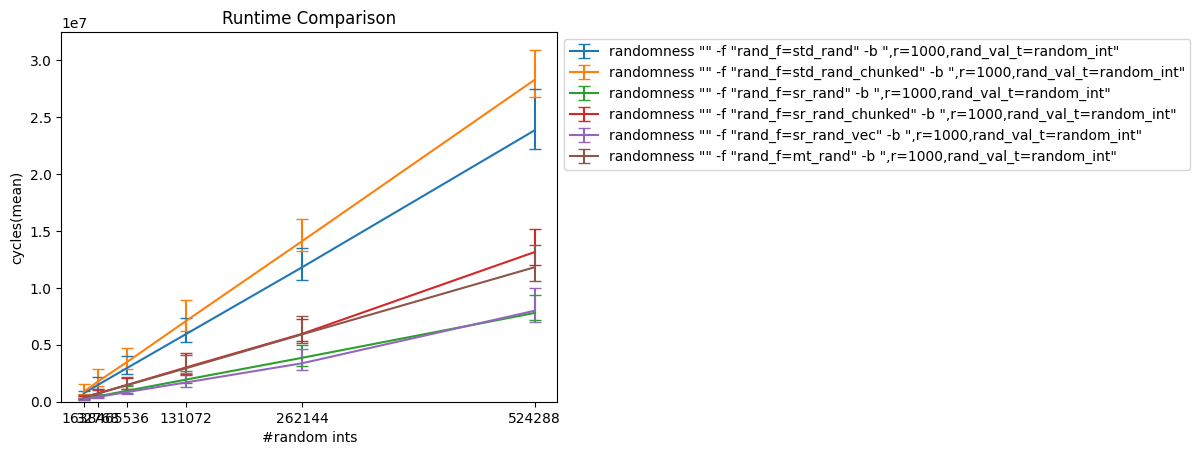 Runtime Comparison
1e7
3.0
2.5
2.0
1.5
1.0
0.5
0.0
cycles(mean)
16384
32768
65536
131072
262144
524288
#random ints
randomness "" -f "rand_f=std_rand" -b ",r=1000,rand_val_t=random_int"
randomness "" -f "rand_f=std_rand_chunked" -b ",r=1000,rand_val_t=random_int"
randomness "" -f "rand_f=sr_rand" -b ",r=1000,rand_val_t=random_int"
randomness "" -f "rand_f=sr_rand_chunked" -b ",r=1000,rand_val_t=random_int"
randomness "" -f "rand_f=sr_rand_vec" -b ",r=1000,rand_val_t=random_int"
randomness "" -f "rand_f=mt_rand" -b ",r=1000,rand_val_t=random_int"